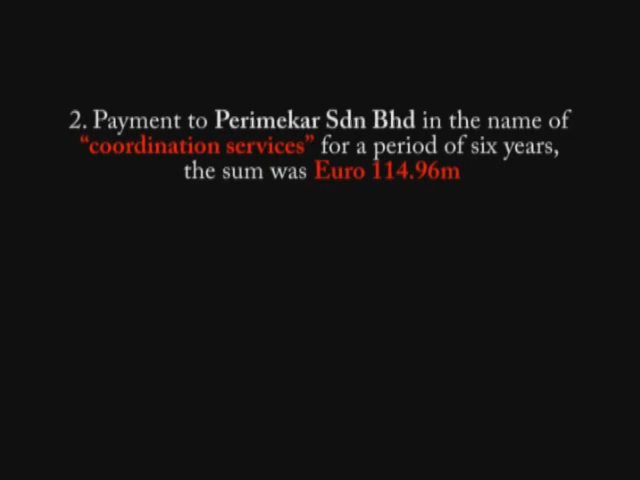 2. Payment to Perimekar Sdn Bhd in the name of
“coordination services” for a period of six years,
the sum was Euro 114.96m